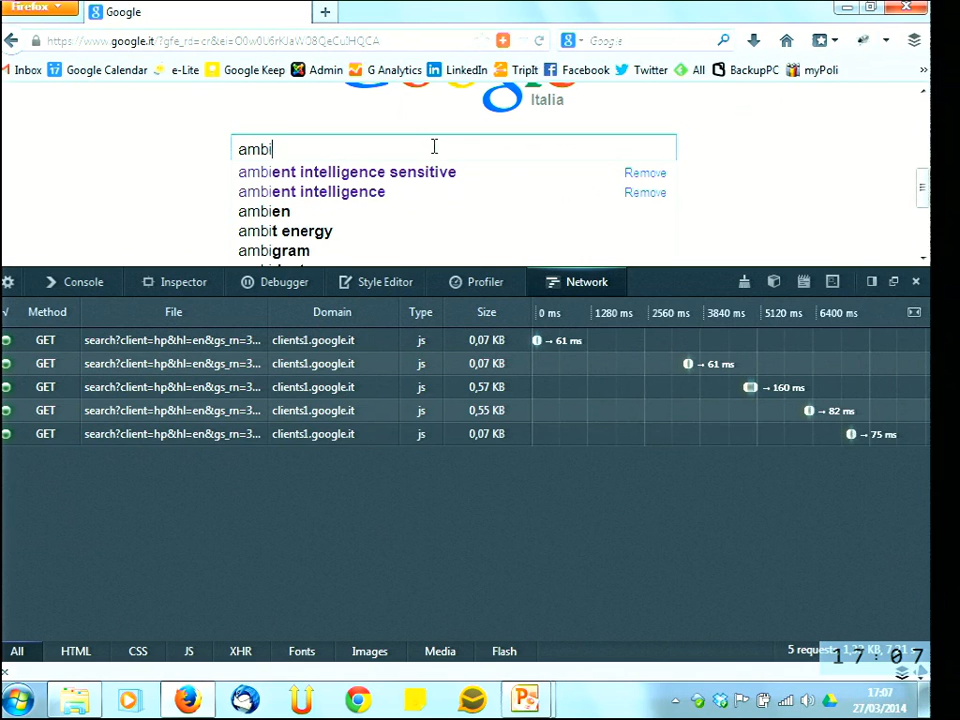 Firefox
Google
https://www.google.it/?gfe_rd=cr&ei=
Google
Inbox
17 Google Calendar
e-Lite
Google Keep
Admin
G Analytics
LinkedIn
TripIt
Facebook
Twitter
All
BackupPC
myPoli
»
Italia
ambi
ambient intelligence sensitive Remove
ambient intelligence Remove
ambien
ambit energy
ambigram
Console Inspector Debugger Style Editor Profiler Network
√ Method File Domain Type Size 0 ms 1280 ms 2560 ms 3840 ms 5120 ms 6400 ms
GET search?client=hp&hl=en&gs_rn=3... clients1.google.it js 0,07 KB → 61 ms
GET search?client=hp&hl=en&gs_rn=3... clients1.google.it js 0,07 KB → 61 ms
GET search?client=hp&hl=en&gs_rn=3... clients1.google.it js 0,57 KB → 160 ms
GET search?client=hp&hl=en&gs_rn=3... clients1.google.it js 0,55 KB → 82 ms
GET search?client=hp&hl=en&gs_rn=3... clients1.google.it js 0,07 KB → 75 ms
All HTML CSS JS XHR Fonts Images Media Flash 5 reques
17:07
17:07
27/03/2014